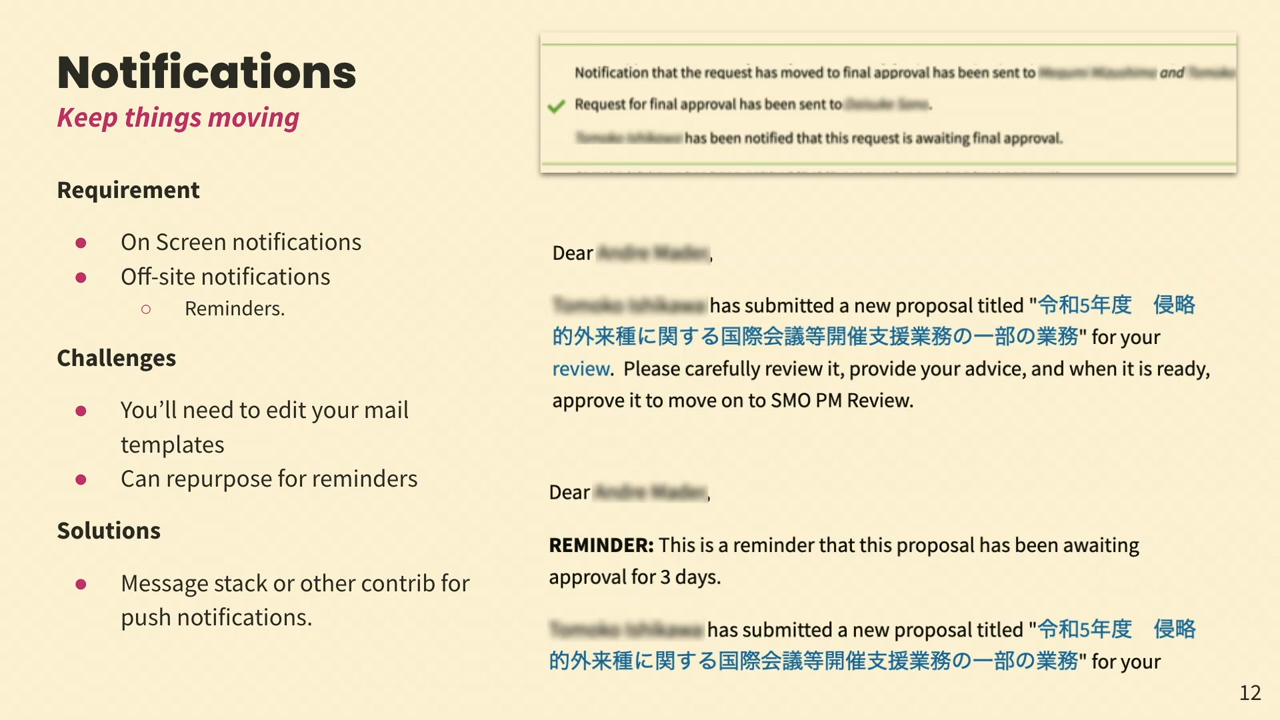 Notifications
Keep things moving
Requirement
On Screen notifications
Off-site notifications
Reminders.
Challenges
You’ll need to edit your mail
templates
Can repurpose for reminders
Solutions
Message stack or other contrib for
push notifications.
Notification that the request has moved to final approval has been sent to and
Request for final approval has been sent to .
has been notified that this request is awaiting final approval.
Dear ,
has submitted a new proposal titled "令和5年度　侵略
的外来種に関する国際会議等開催支援業務の一部の業務" for your
review. Please carefully review it, provide your advice, and when it is ready,
approve it to move on to SMO PM Review.
Dear ,
REMINDER: This is a reminder that this proposal has been awaiting
approval for 3 days.
has submitted a new proposal titled "令和5年度　侵略
的外来種に関する国際会議等開催支援業務の一部の業務" for your
12